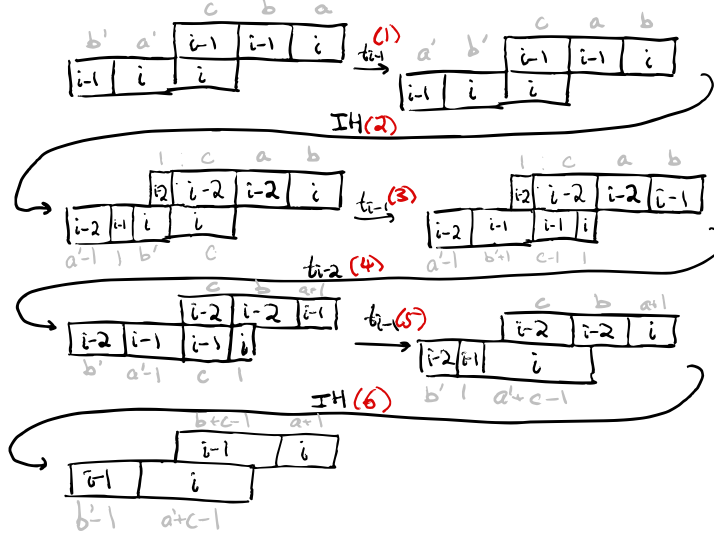 c b a c a b
b' a' i-1 i-1 i t_{i-1} (1) a' b' i-1 i-1 i
i-1 i i i-1 i i
IH (2)
1 c a b 1 c a b
i-2 i-2 i-2 i t_{i-1} (3) i-2 i-2 i-2 i-1
i-2 i-1 i i i-2 i-1 i-1 i
a'-1 1 b' c a'-1 b'+1 c-1 1
t_{i-2} (4)
c b a+1 c b a+1
i-2 i-2 i-1 t_{i-1} (5) i-2 i-2 i
i-2 i-1 i-1 i i-2 i-1 i
b' a'-1 c 1 b' 1 a'+c-1
IH (6)
b+c-1 a+1
i-1 i
i-1 i
b'-1 a'+c-1